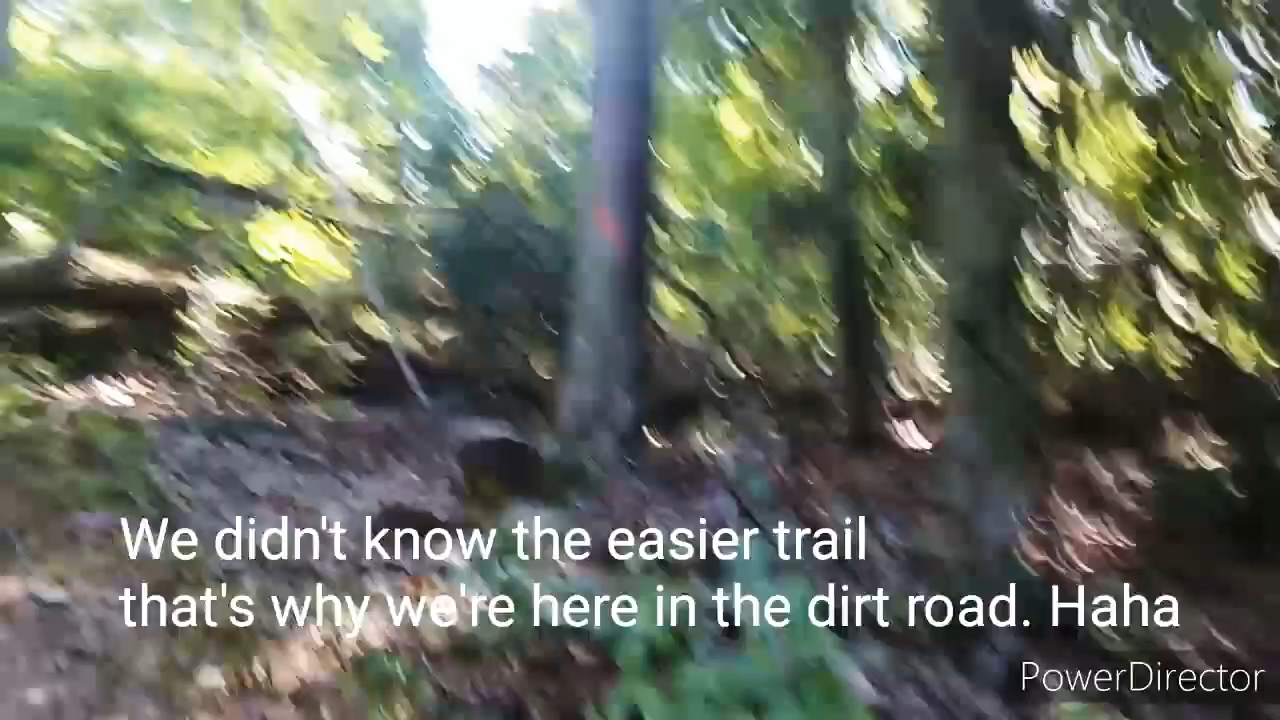 We didn't know the easier trail
that's why we're here in the dirt road. Haha
PowerDirector